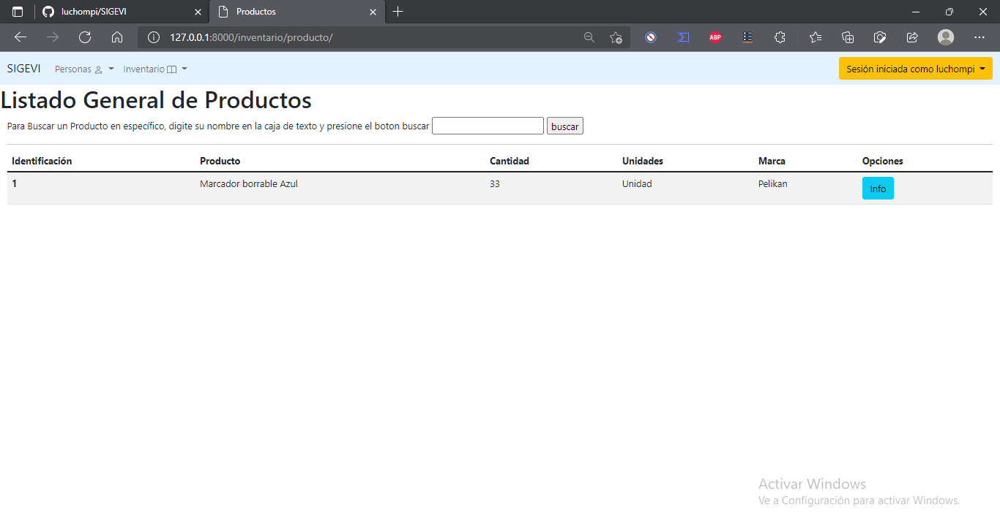 luchompi/SIGEVI
Productos
127.0.0.1:8000/inventario/producto/
ABP
SIGEVI
Personas
Inventario
Sesión iniciada como luchompi
Listado General de Productos
Para Buscar un Producto en específico, digite su nombre en la caja de texto y presione el boton buscar
buscar
Identificación Producto Cantidad Unidades Marca Opciones
1 Marcador borrable Azul 33 Unidad Pelikan Info
Activar Windows
Ve a Configuración para activar Windows.